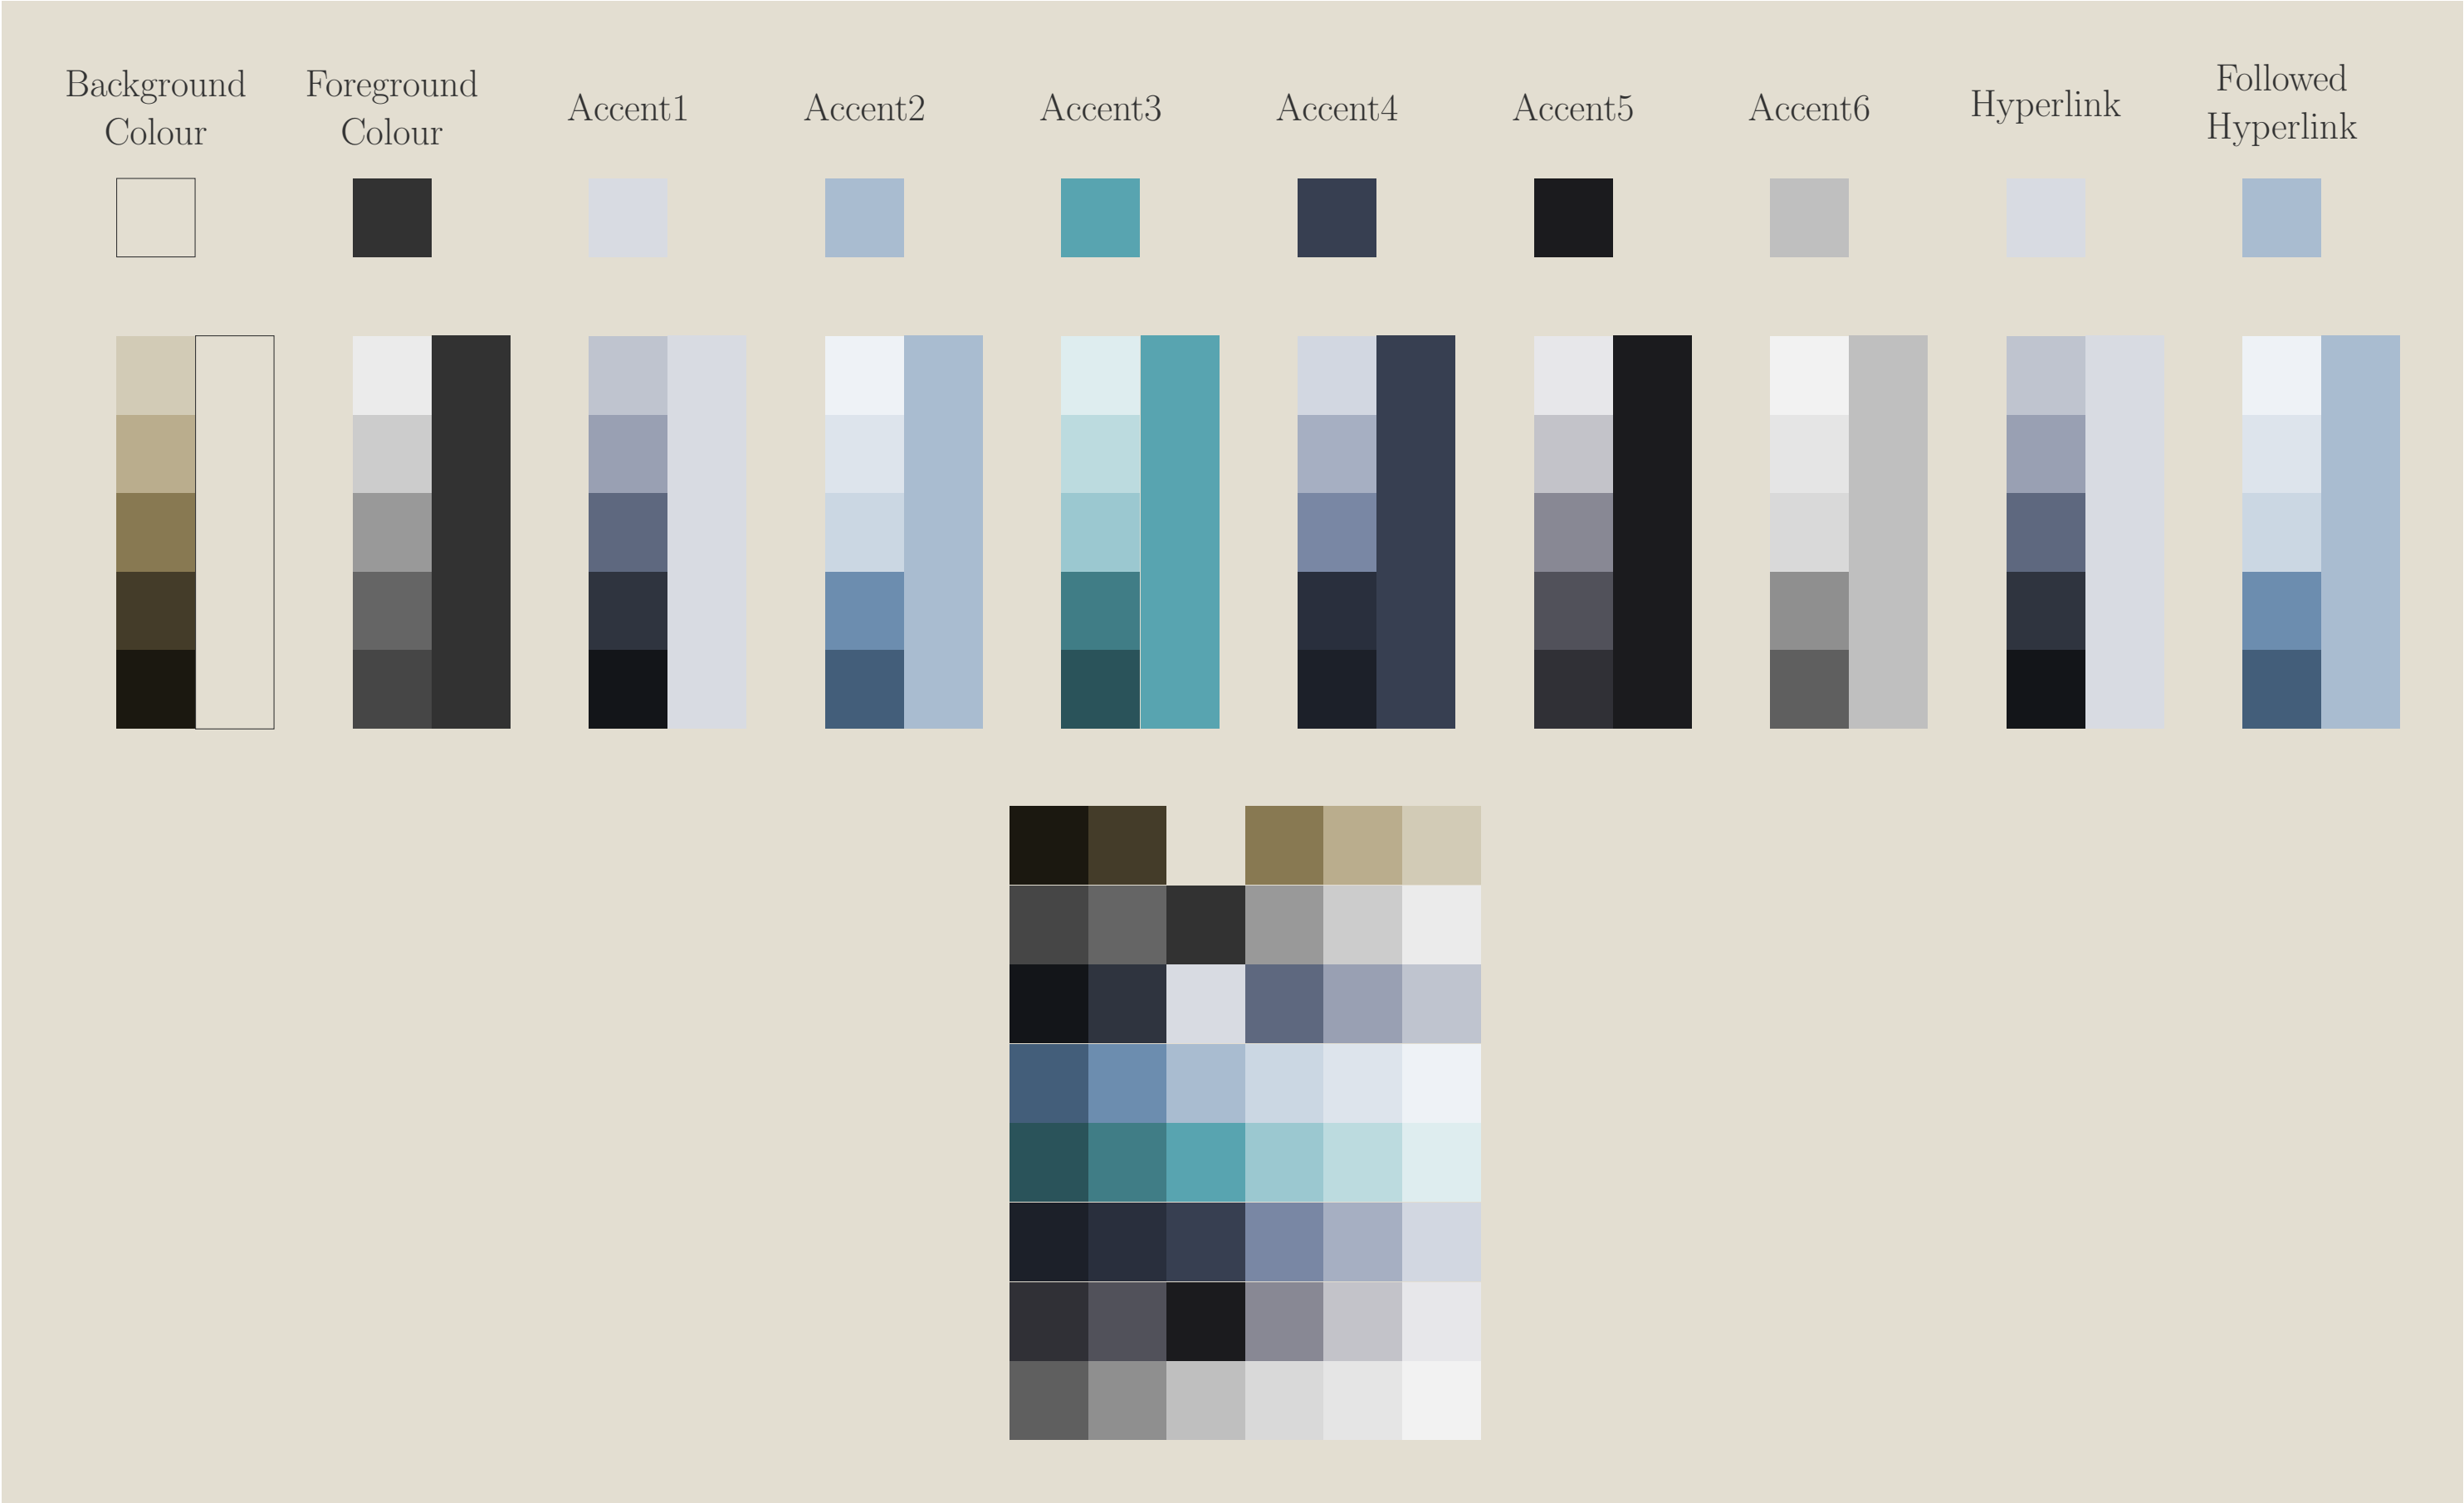 Background
Colour
Foreground
Colour
Accent1
Accent2
Accent3
Accent4
Accent5
Accent6
Hyperlink
Followed
Hyperlink